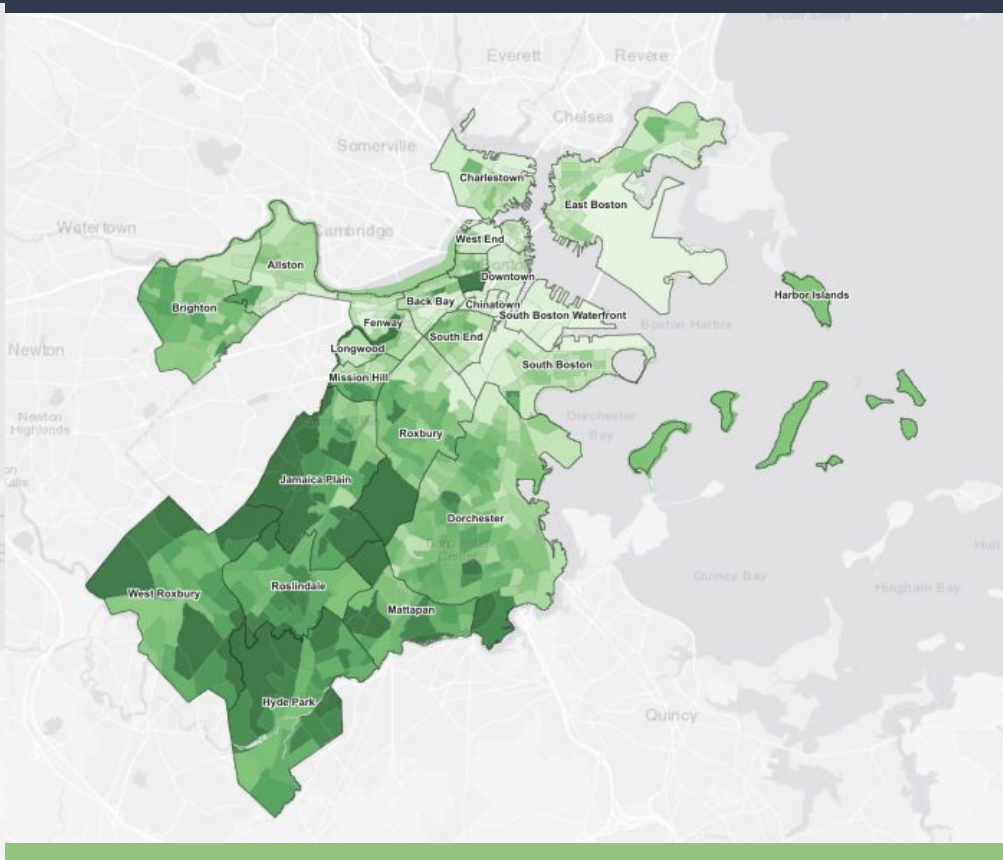 Everett
Revere
Chelsea
Somerville
Charlestown
East Boston
Watertown
Cambridge
West End
Allston
Downtown
Harbor Islands
Brighton
Back Bay
Chinatown
South Boston Waterfront
Boston Harbor
Fenway
South End
Newton
Longwood
South Boston
Mission Hill
Newton
Highlands
Dorchester
Bay
Roxbury
Jamaica Plain
Dorchester
Hull
Quincy Bay
Hingham Bay
West Roxbury
Roslindale
Mattapan
Hyde Park
Quincy